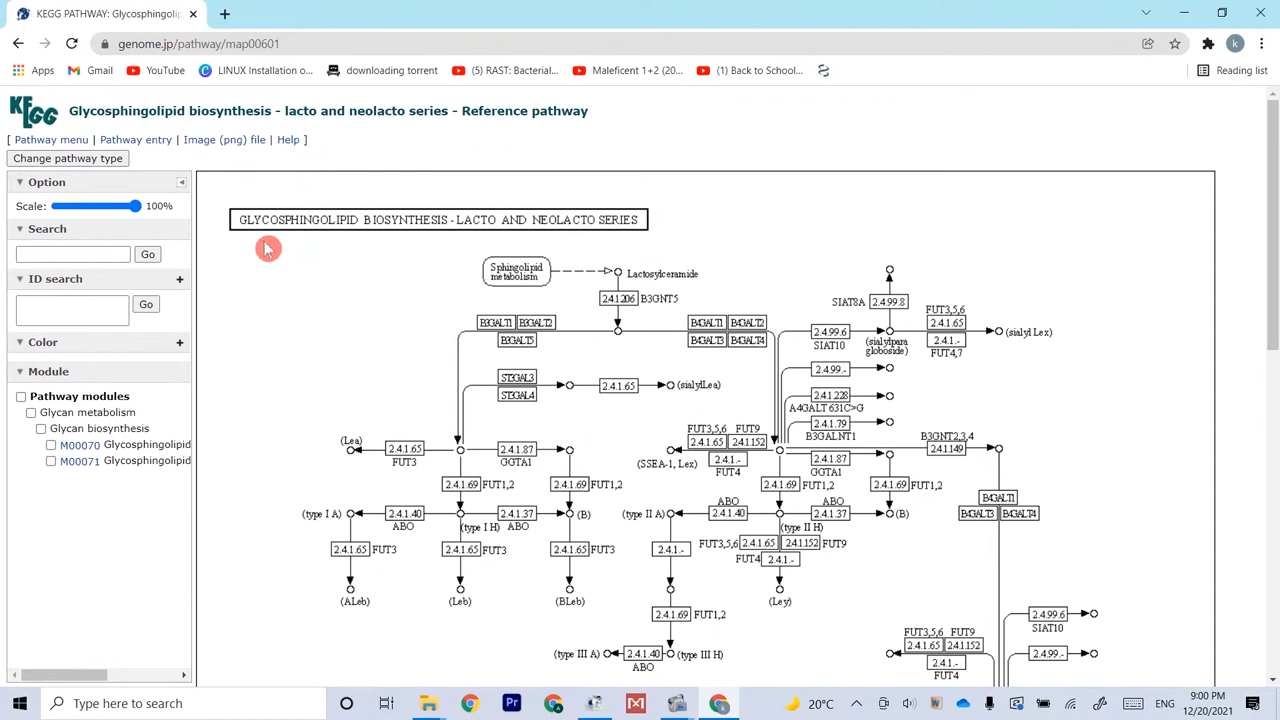 KEGG PATHWAY: Glycosphingolip
genome.jp/pathway/map00601
Apps
Gmail
YouTube
LINUX Installation o...
downloading torrent
(5) RAST: Bacterial...
Maleficent 1+2 (20...
(1) Back to School...
Reading list
KEGG
Glycosphingolipid biosynthesis - lacto and neolacto series - Reference pathway
[ Pathway menu | Pathway entry | Image (png) file | Help ]
Change pathway type
Option
Scale: 100%
Search
Go
ID search +
Go
Color +
Module
Pathway modules
Glycan metabolism
Glycan biosynthesis
M00070 Glycosphingolipid
M00071 Glycosphingolipid
GLYCOSPHINGOLIPID BIOSYNTHESIS - LACTO AND NEOLACTO SERIES
Sphingolipid
metabolism
Lactosylceramide
2.4.1.206 B3GNT5
B3GALT1 B3GALT2
B3GALT5
B4GALT1 B4GALT2
B4GALT3 B4GALT4
SIAT8A 2.4.99.8
FUT3,5,6
2.4.1.65
2.4.1.-
FUT4,7
(sialyl Lex)
2.4.99.6
SIAT10
(sialylpara
globoside)
2.4.99.-
ST3GAL3
ST3GAL4
2.4.1.65
(sialylLea)
2.4.1.228
A4GALT 631C>G
2.4.1.79
B3GALNT1
(Lea)
2.4.1.65
FUT3
2.4.1.87
GGTA1
FUT3,5,6 FUT9
2.4.1.65 2.4.1.152
2.4.1.-
FUT4
(SSEA-1, Lex)
2.4.1.87
GGTA1
B3GNT2,3,4
2.4.1.149
2.4.1.69 FUT1,2
2.4.1.69 FUT1,2
2.4.1.69 FUT1,2
2.4.1.69 FUT1,2
(type I A)
2.4.1.40
ABO
(type I H)
2.4.1.37
ABO
(B)
(type II A)
ABO
2.4.1.40
(type II H)
ABO
2.4.1.37
(B)
B4GALT1
B4GALT3 B4GALT4
2.4.1.65 FUT3
2.4.1.65 FUT3
2.4.1.65 FUT3
2.4.1.-
FUT3,5,6 2.4.1.65 2.4.1.152 FUT9
FUT4 2.4.1.-
(ALeb)
(Leb)
(BLeb)
(Ley)
2.4.1.69 FUT1,2
2.4.99.6
SIAT10
(type III A)
2.4.1.40
ABO
(type III H)
FUT3,5,6 FUT9
2.4.1.65 2.4.1.152
2.4.1.-
FUT4
2.4.99.-
Type here to search
20°C
ENG
9:00 PM
12/20/2021